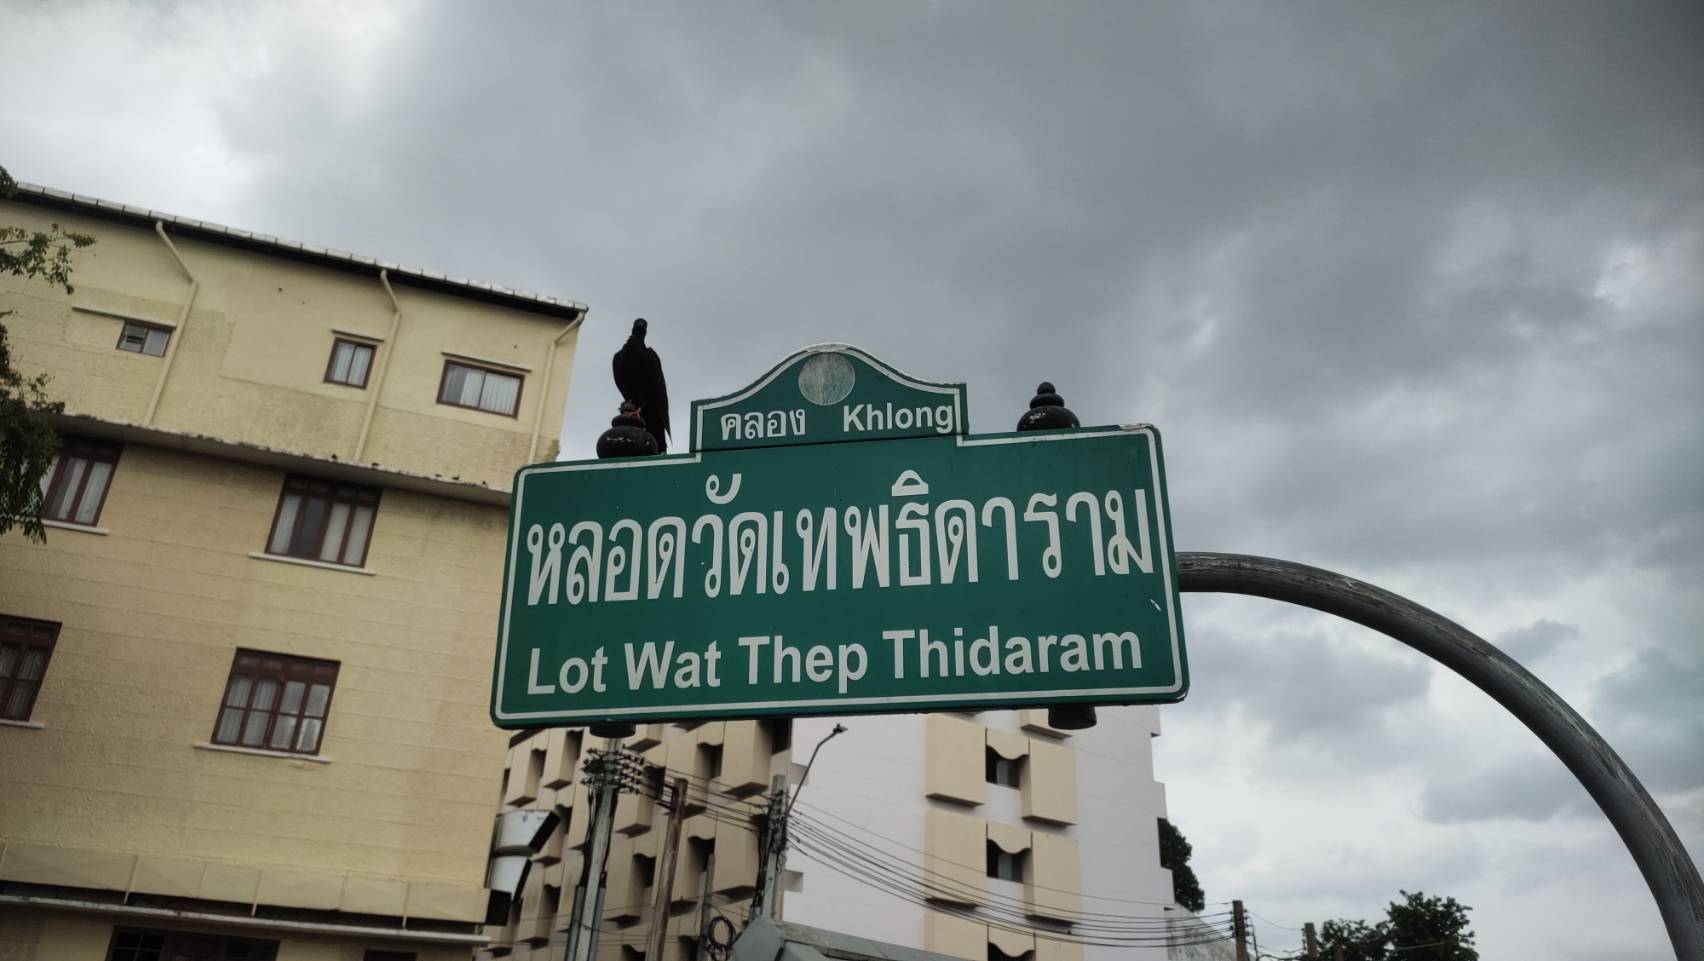 คลอง Khlong
หลอดวัดเทพธิดาราม
Lot Wat Thep Thidaram